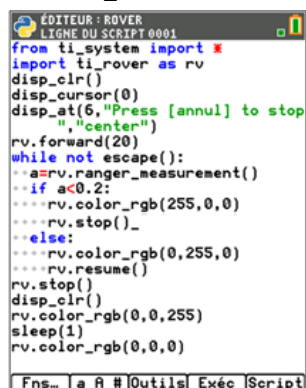 ÉDITEUR : ROVER
LIGNE DU SCRIPT 0001
from ti_system import *
import ti_rover as rv
disp_clr()
disp_cursor(0)
disp_at(6,"Press [annul] to stop
","center")
rv.forward(20)
while not escape():
a=rv.ranger_measurement()
if a<0.2:
rv.color_rgb(255,0,0)
rv.stop()_
else:
rv.color_rgb(0,255,0)
rv.resume()
rv.stop()
disp_clr()
rv.color_rgb(0,0,255)
sleep(1)
rv.color_rgb(0,0,0)
Fns… a A # Outils Exéc Script